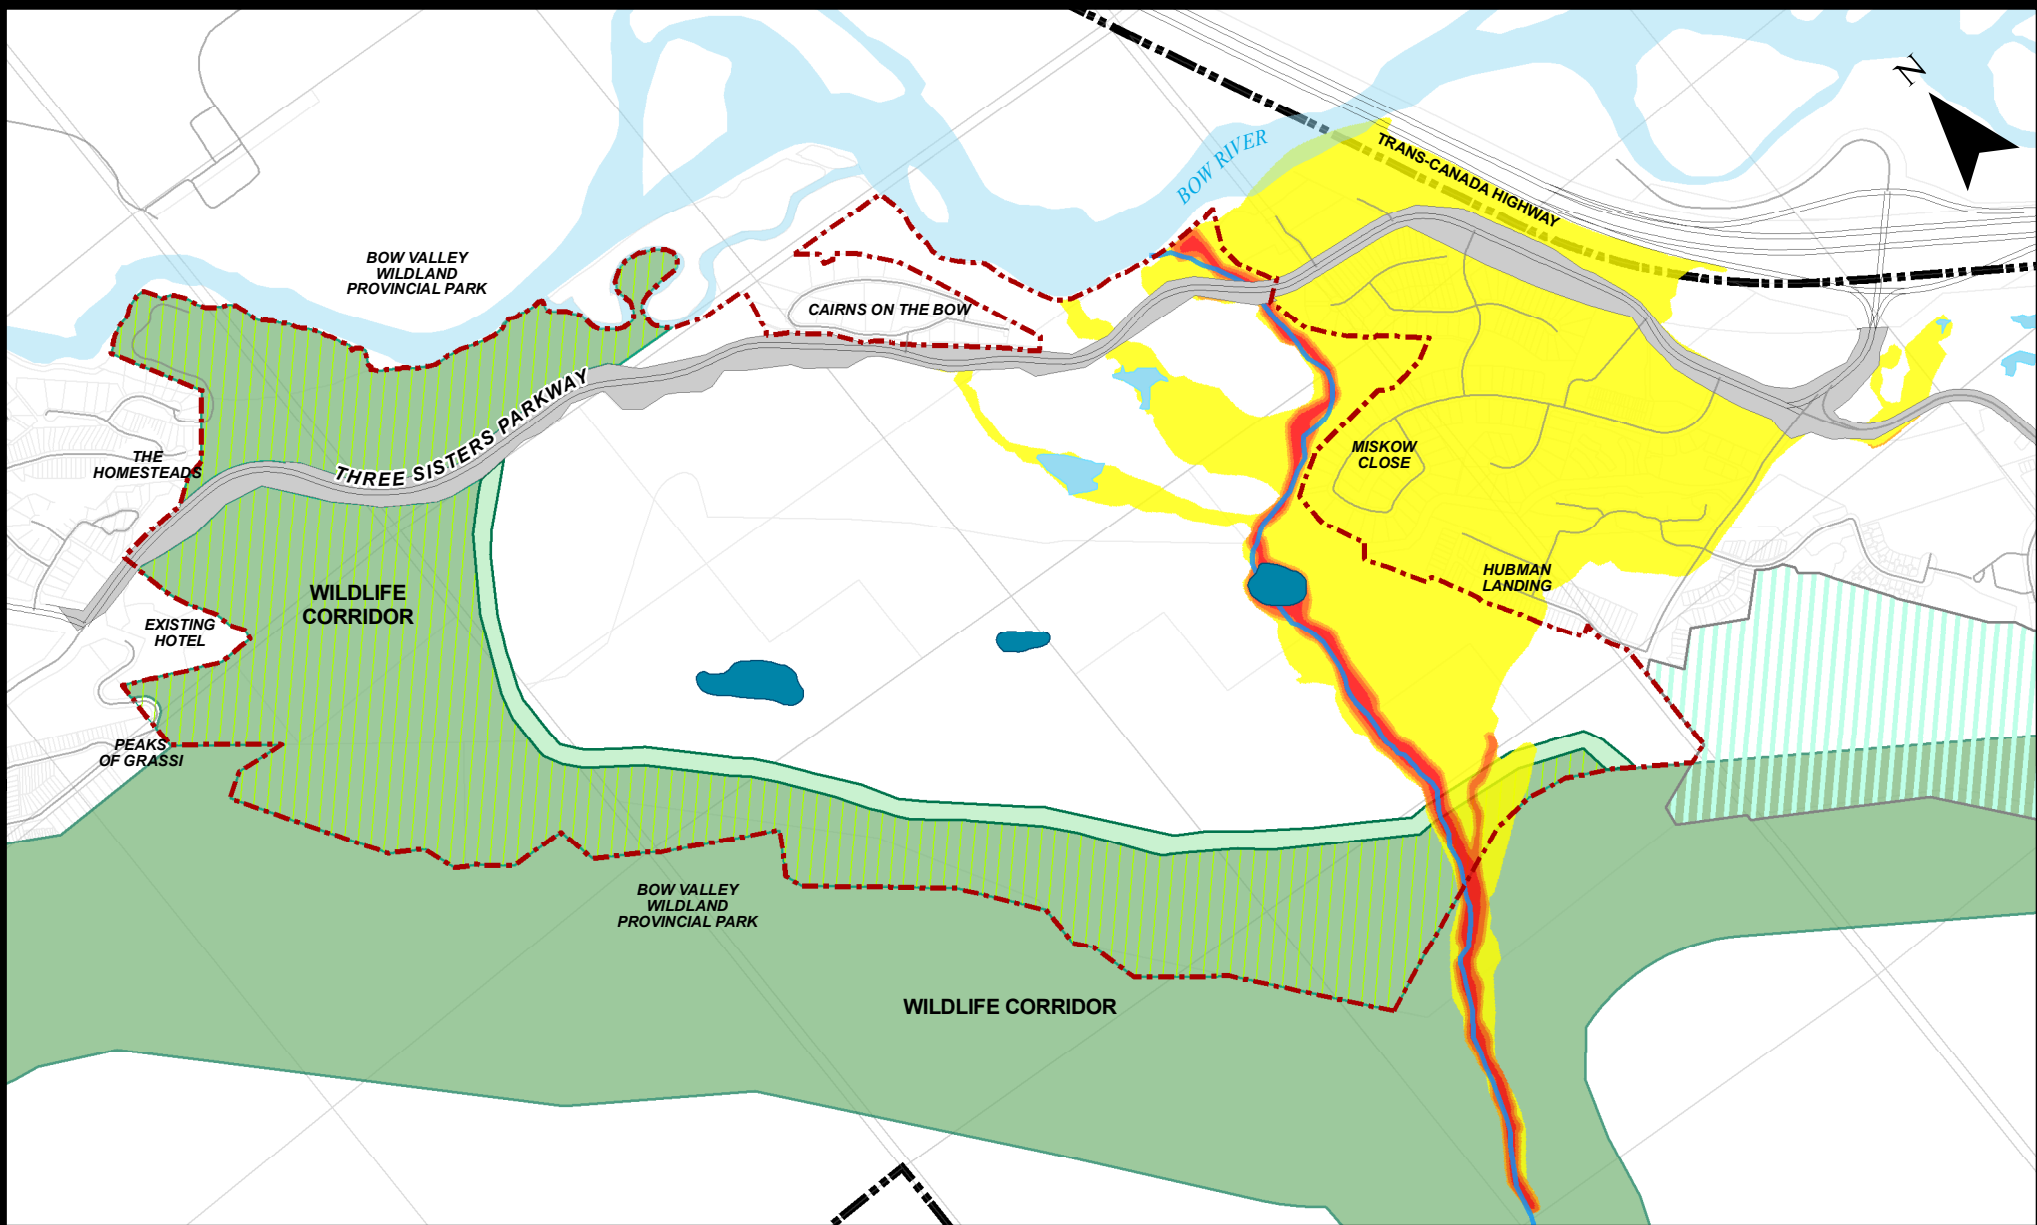 N
TRANS-CANADA HIGHWAY
BOW RIVER
BOW VALLEY
WILDLAND
PROVINCIAL PARK
CAIRNS ON THE BOW
THREE SISTERS PARKWAY
THE
HOMESTEADS
MISKOW
CLOSE
HUBMAN
LANDING
WILDLIFE
CORRIDOR
EXISTING
HOTEL
PEAKS
OF GRASSI
BOW VALLEY
WILDLAND
PROVINCIAL PARK
WILDLIFE CORRIDOR